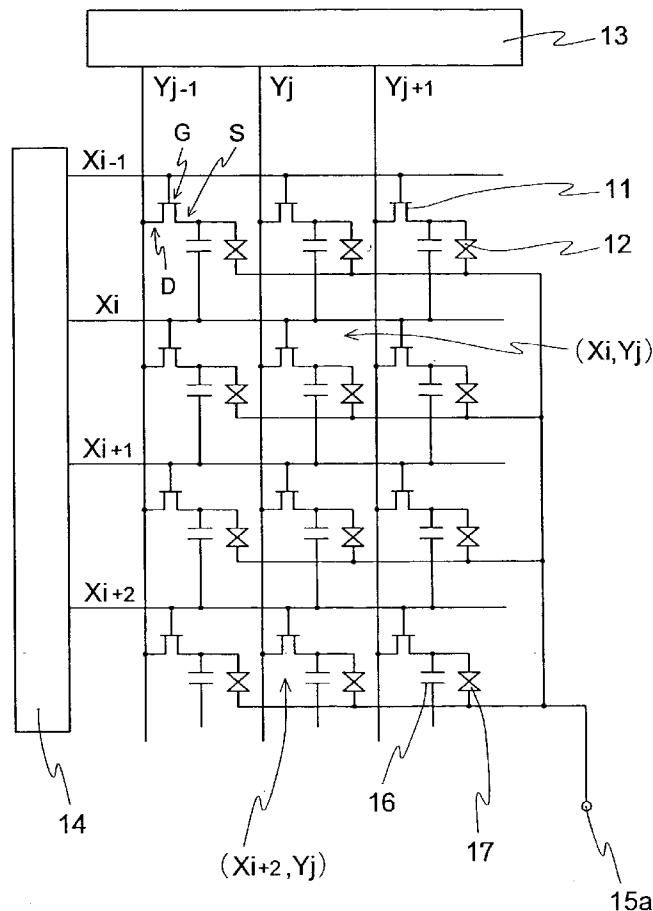 13
Yj-1 Yj Yj+1
G S
Xi-1
11
12
D
Xi
(Xi,Yj)
Xi+1
Xi+2
14
16
17
(Xi+2,Yj)
15a